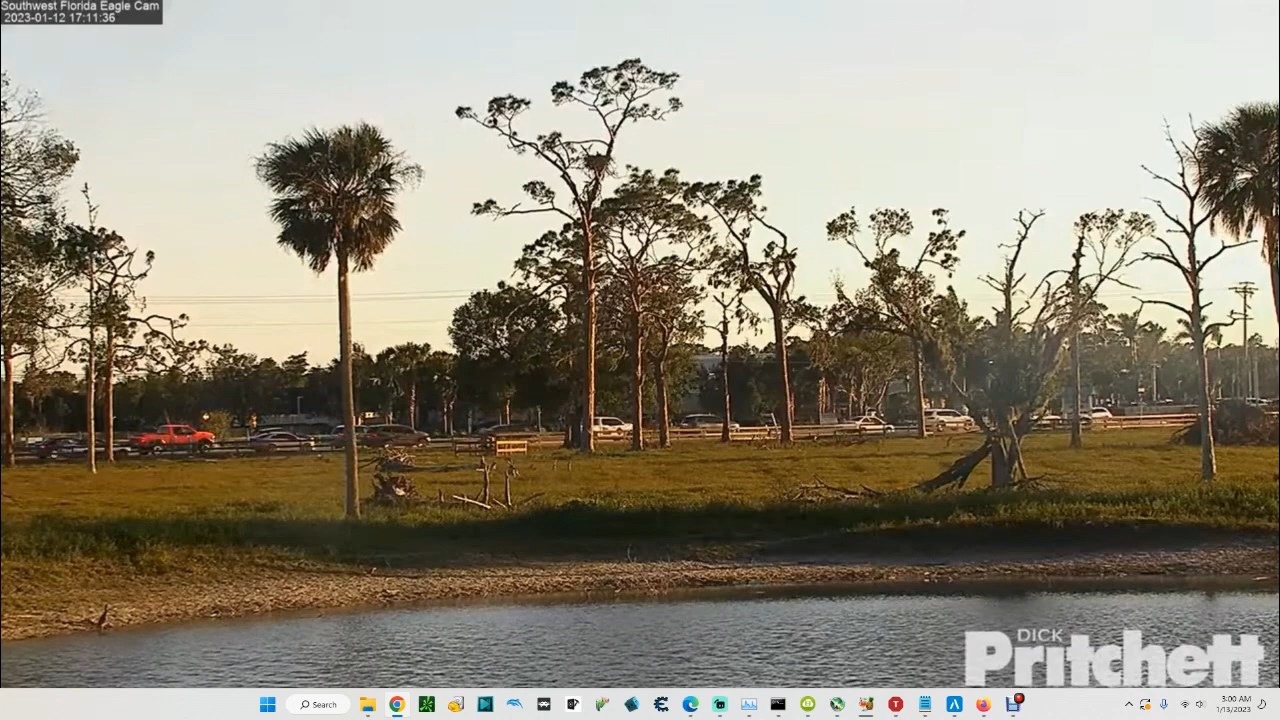 Southwest Florida Eagle Cam
2023-01-12 17:11:36
DICK
Pritchett
Search
3:00 AM
1/13/2023